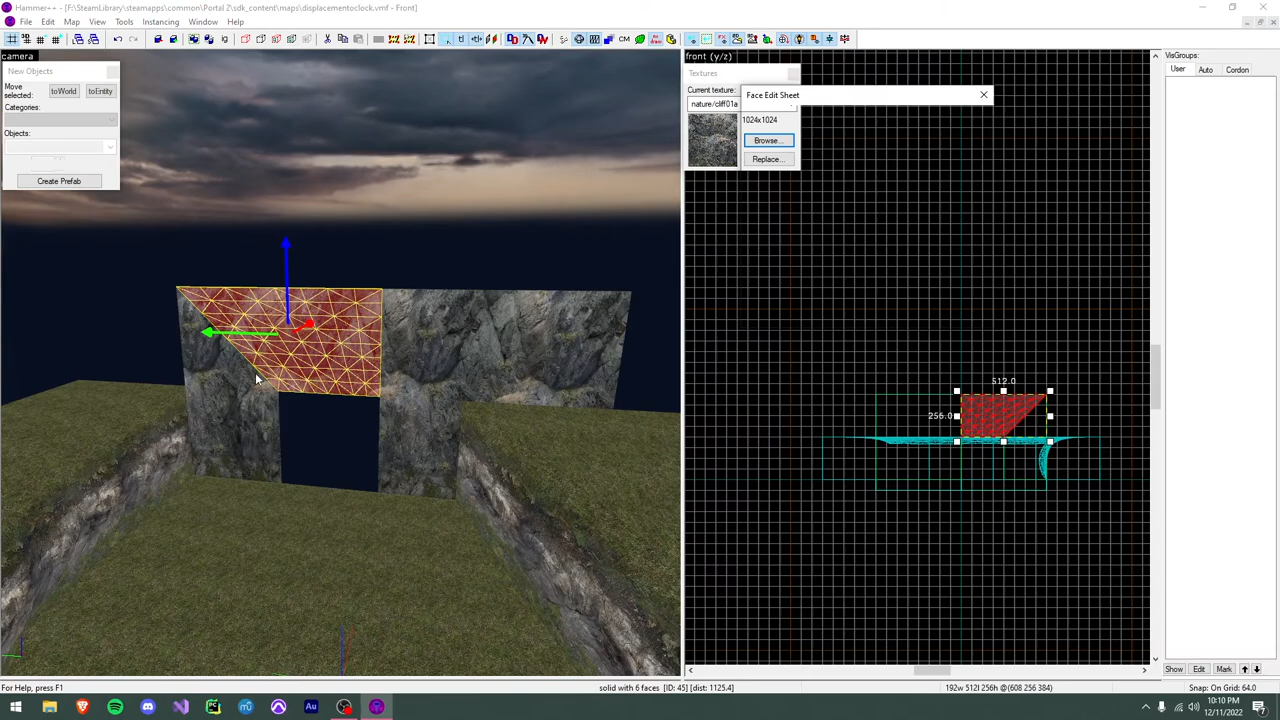 Hammer++ - [F:\SteamLibrary\steamapps\common\Portal 2\sdk_content\maps\displacementoclock.vmf - Front]
File Edit Map View Tools Instancing Window Help
camera
New Objects
Move selected:
toWorld
toEntity
Categories:
Objects:
Create Prefab
front (y/z)
Textures
Current texture:
nature/cliff01a
Face Edit Sheet
1024x1024
Browse...
Replace...
512.0
256.0
VisGroups:
User Auto Cordon
Show Edit Mark
For Help, press F1
solid with 6 faces [ID: 45] [dist: 1125.4]
192w 512l 256h @(608 256 384)
Snap: On Grid: 64.0
10:10 PM
12/11/2022